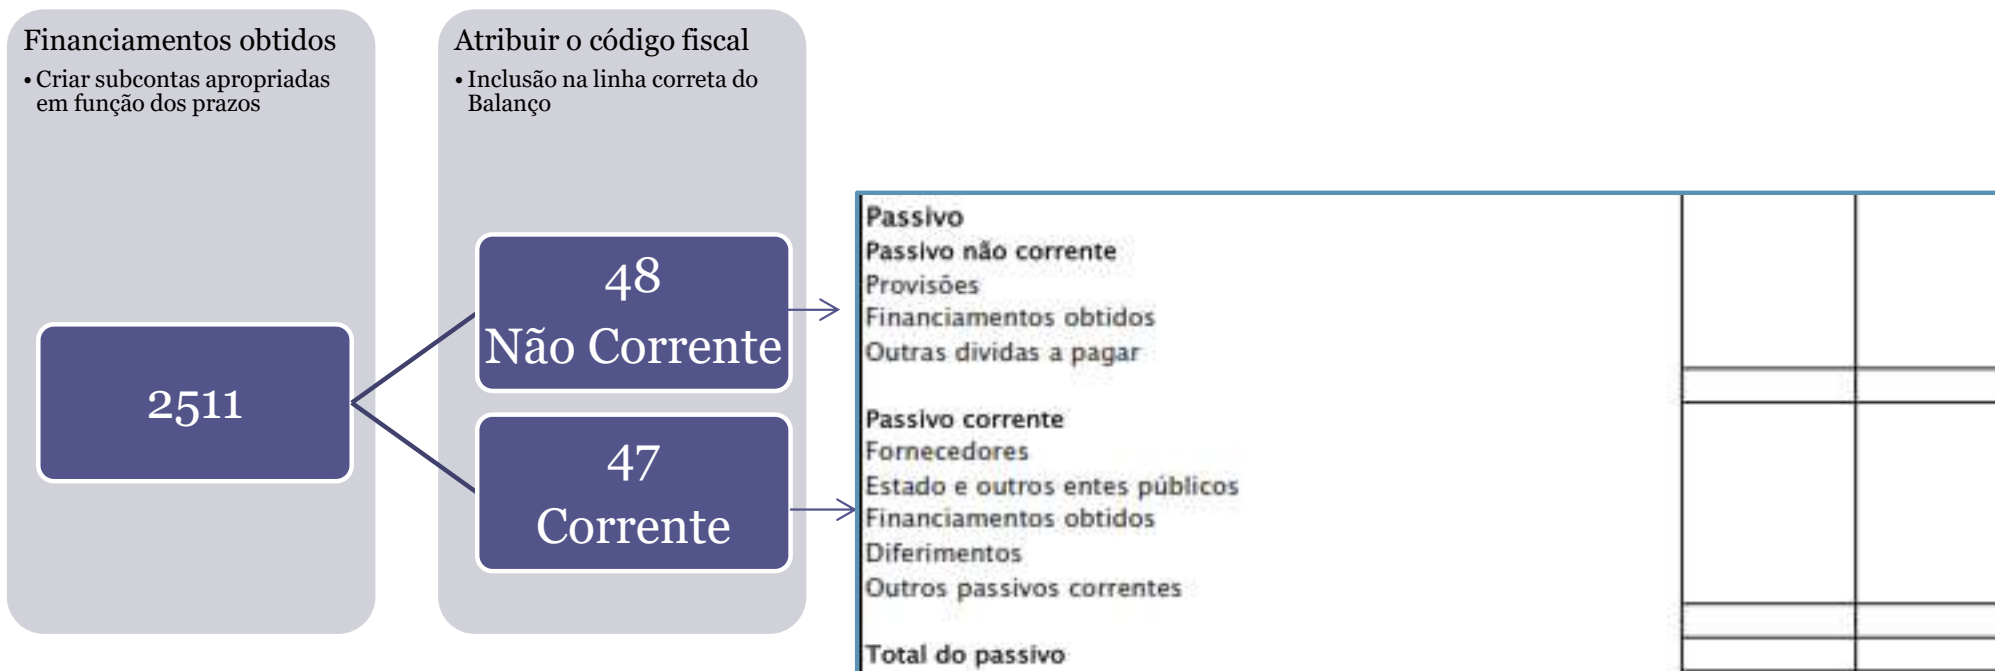 Financiamentos obtidos
• Criar subcontas apropriadas
em função dos prazos
2511
Atribuir o código fiscal
• Inclusão na linha correta do
Balanço
48
Não Corrente
47
Corrente
Passivo
Passivo não corrente
Provisões
Financiamentos obtidos
Outras dividas a pagar
Passivo corrente
Fornecedores
Estado e outros entes públicos
Financiamentos obtidos
Diferimentos
Outros passivos correntes
Total do passivo